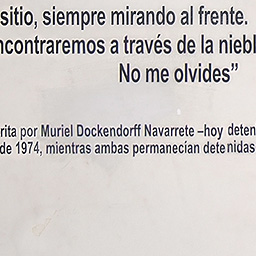 sitio, siempre mirando al frente.
ncontraremos a través de la niebl
No me olvides”
rita por Muriel Dockendorff Navarrete –hoy deten
de 1974, mientras ambas permanecían detenidas